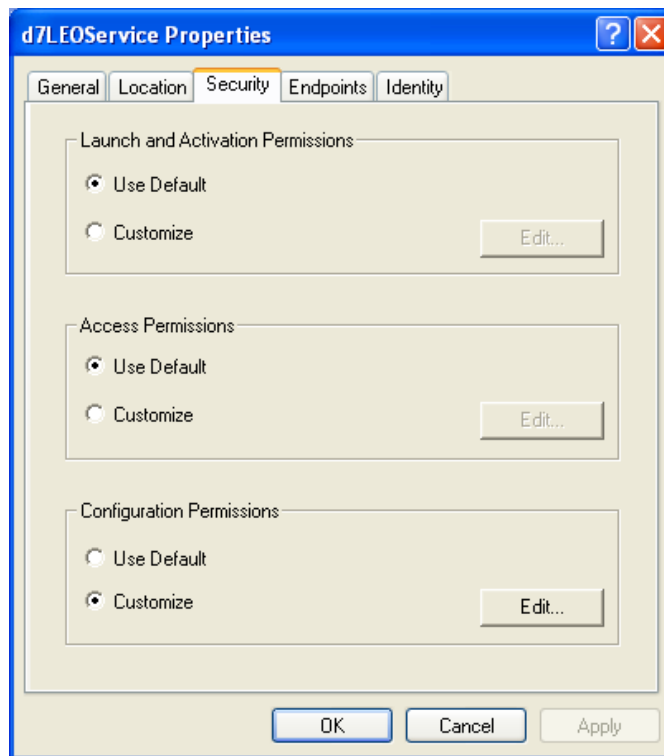 d7LEOService Properties
General Location Security Endpoints Identity
Launch and Activation Permissions
Use Default
Customize
Edit...
Access Permissions
Use Default
Customize
Edit...
Configuration Permissions
Use Default
Customize
Edit...
OK Cancel Apply